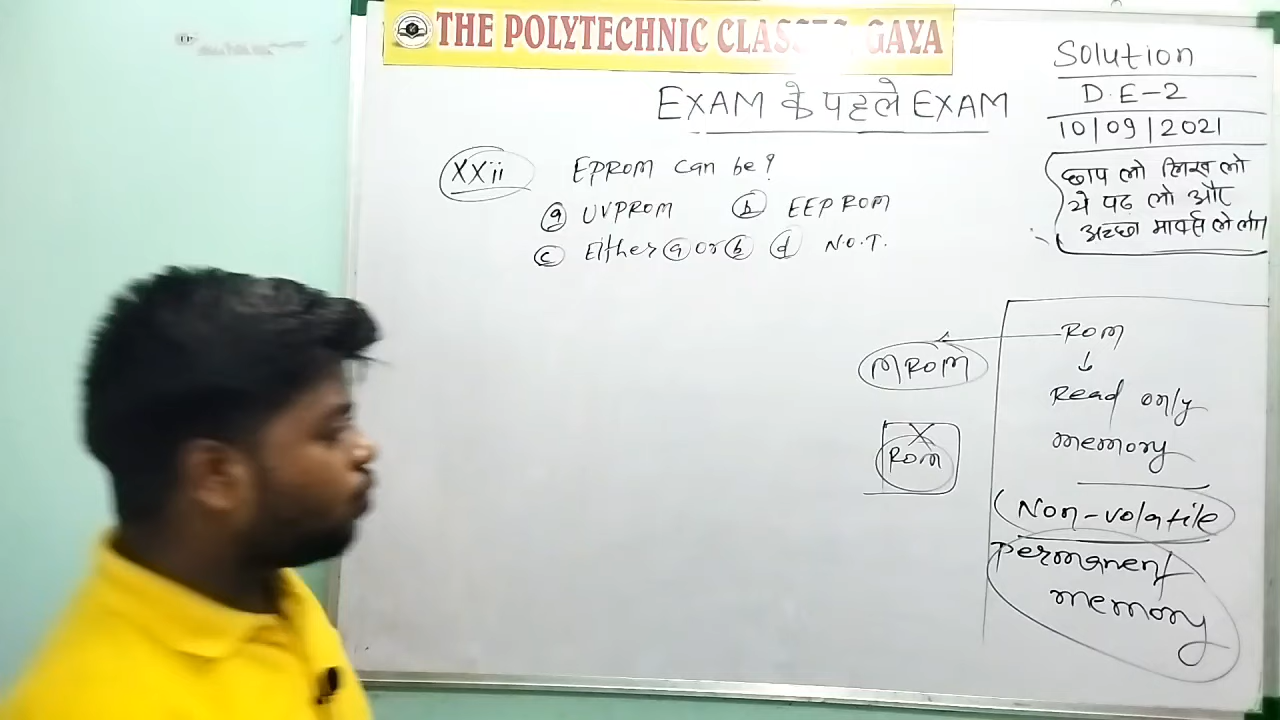 THE POLYTECHNIC CLASSES, GAYA
EXAM के पहले EXAM
Solution
D.E-2
10/09/2021
छाप लो लिख लो
ये पढ़ लो और
अच्छा मार्क्स ले लो
XXii EPROM can be?
a UVPROM b EEPROM
c Either a or b d N.O.T.
ROM
MROM
Read only
memory
ROM
Non-volatile
permanent
memory